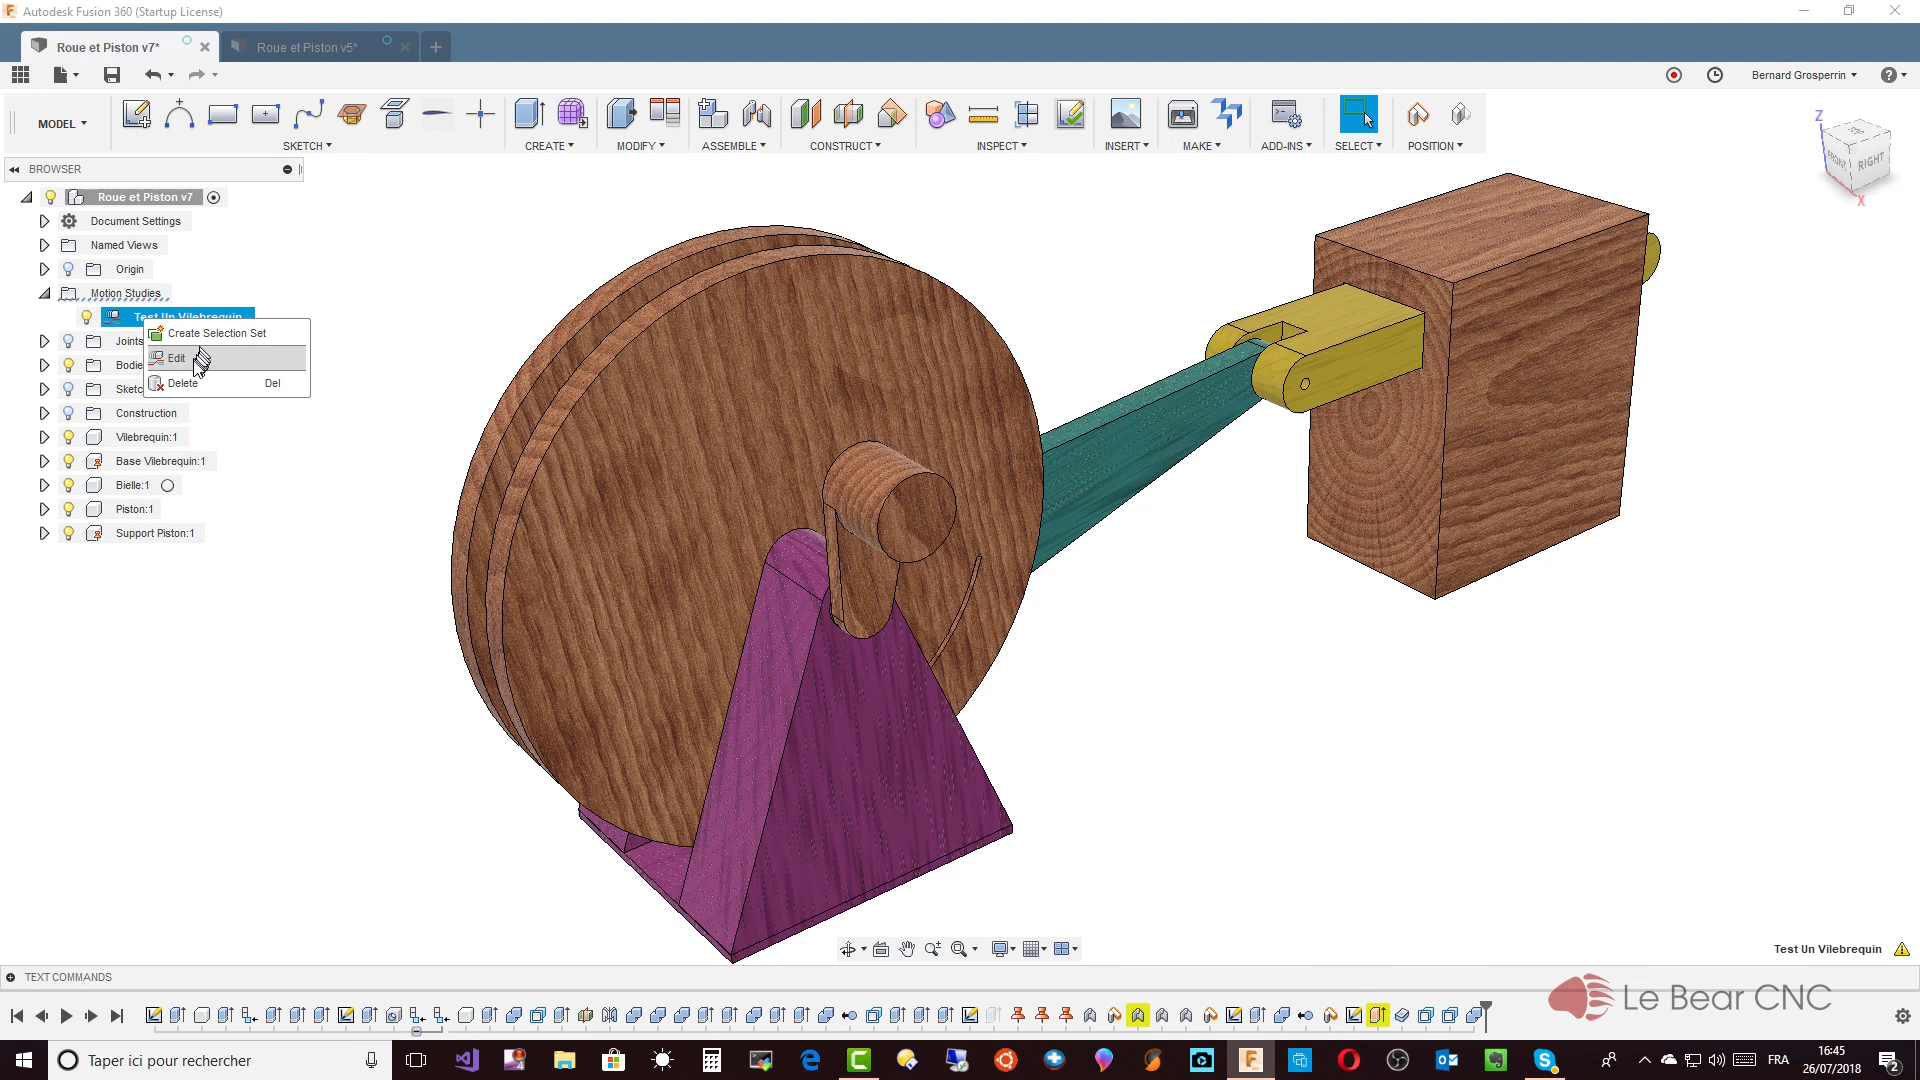 Autodesk Fusion 360 (Startup License)
Roue et Piston v7*
Roue et Piston v5*
Bernard Grosperrin
MODEL
SKETCH
CREATE
MODIFY
ASSEMBLE
CONSTRUCT
INSPECT
INSERT
MAKE
ADD-INS
SELECT
POSITION
Z
TOP
FRONT
RIGHT
X
BROWSER
Roue et Piston v7
Document Settings
Named Views
Origin
Motion Studies
Test Un Vilebrequin
Create Selection Set
Joints
Edit
Bodie
Delete Del
Sketc
Construction
Vilebrequin:1
Base Vilebrequin:1
Bielle:1
Piston:1
Support Piston:1
Test Un Vilebrequin
TEXT COMMANDS
Le Bear CNC
Taper ici pour rechercher
FRA
16:45
26/07/2018
2